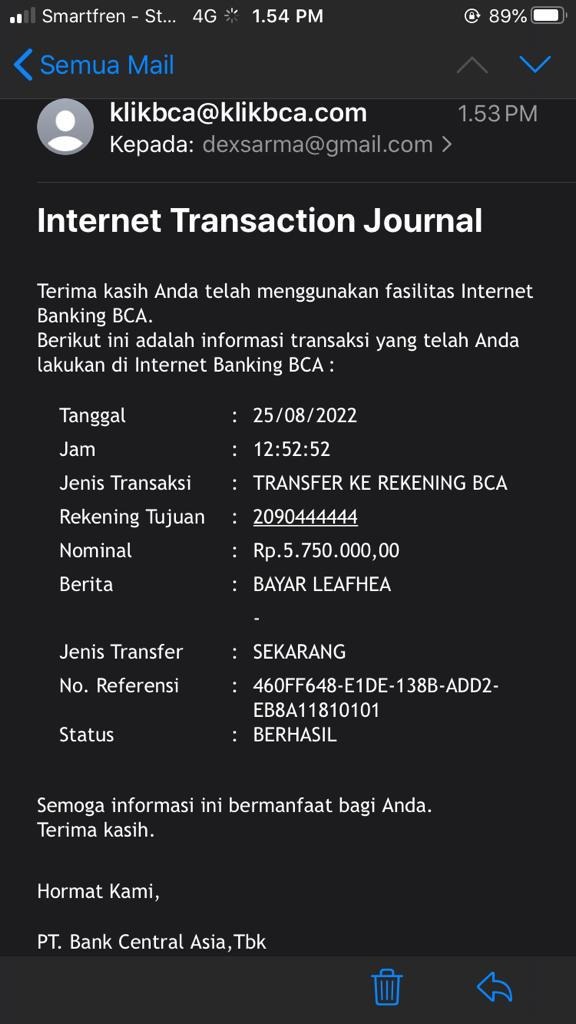 Smartfren - St... 4G 1.54 PM 89%
Semua Mail
klikbca@klikbca.com 1.53 PM
Kepada: dexsarma@gmail.com
Internet Transaction Journal
Terima kasih Anda telah menggunakan fasilitas Internet
Banking BCA.
Berikut ini adalah informasi transaksi yang telah Anda
lakukan di Internet Banking BCA :
Tanggal : 25/08/2022
Jam : 12:52:52
Jenis Transaksi : TRANSFER KE REKENING BCA
Rekening Tujuan : 2090444444
Nominal : Rp.5.750.000,00
Berita : BAYAR LEAFHEA
-
Jenis Transfer : SEKARANG
No. Referensi : 460FF648-E1DE-138B-ADD2-
EB8A11810101
Status : BERHASIL
Semoga informasi ini bermanfaat bagi Anda.
Terima kasih.
Hormat Kami,
PT. Bank Central Asia,Tbk